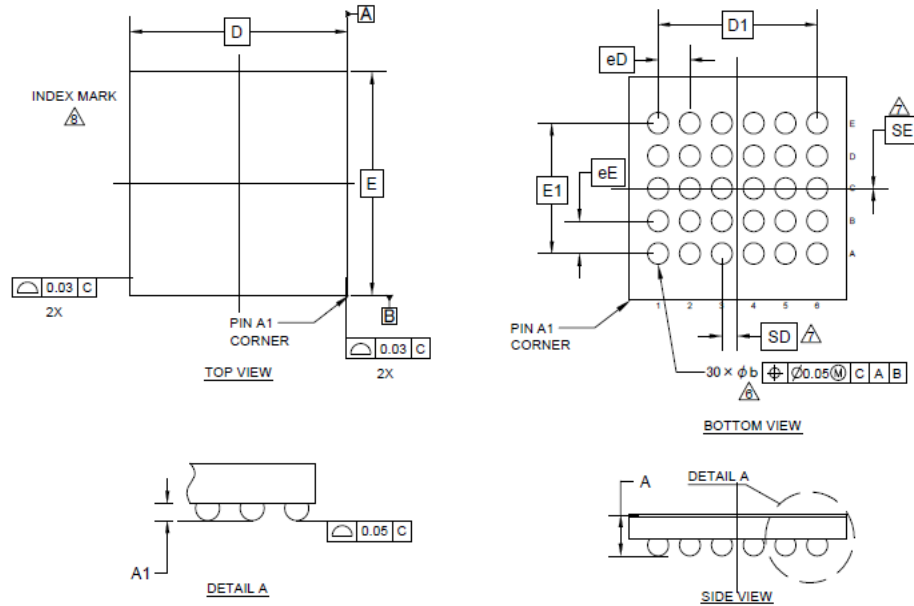 A
D
INDEX MARK
8
E
0.03 C
2X
B
PIN A1
CORNER
0.03 C
2X
TOP VIEW
D1
eD
7
SE
E1
eE
E
D
C
B
A
1 2 3 4 5 6
PIN A1
CORNER
SD 7
30 × ϕb ⌖ Ø0.05Ⓜ C A B
6
BOTTOM VIEW
A1
0.05 C
DETAIL A
A
DETAIL A
SIDE VIEW